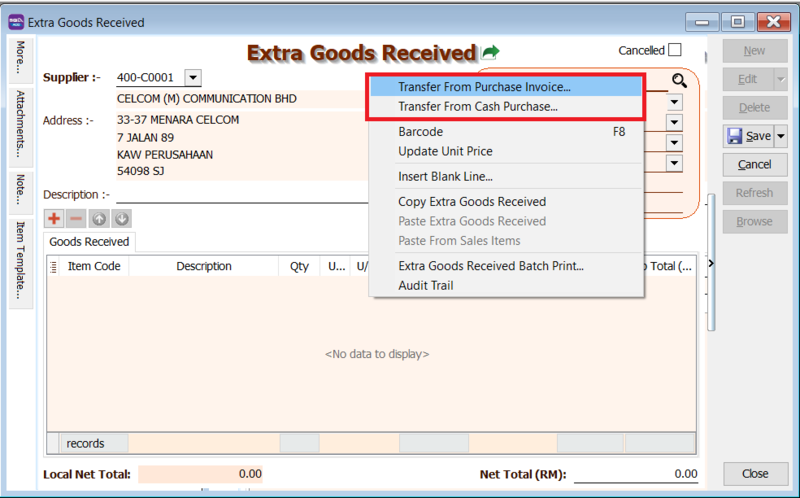 Extra Goods Received
More...
Attachments...
Note...
Item Template...
Extra Goods Received
Cancelled
Supplier :-
400-C0001
CELCOM (M) COMMUNICATION BHD
Address :-
33-37 MENARA CELCOM
7 JALAN 89
KAW PERUSAHAAN
54098 SJ
Description :-
Transfer From Purchase Invoice...
Transfer From Cash Purchase...
Barcode F8
Update Unit Price
Insert Blank Line...
Copy Extra Goods Received
Paste Extra Goods Received
Paste From Sales Items
Extra Goods Received Batch Print...
Audit Trail
Goods Received
Item Code Description Qty U... U/
Total (...
<No data to display>
records
Local Net Total: 0.00
Net Total (RM): 0.00
New
Edit
Delete
Save
Cancel
Refresh
Browse
Close